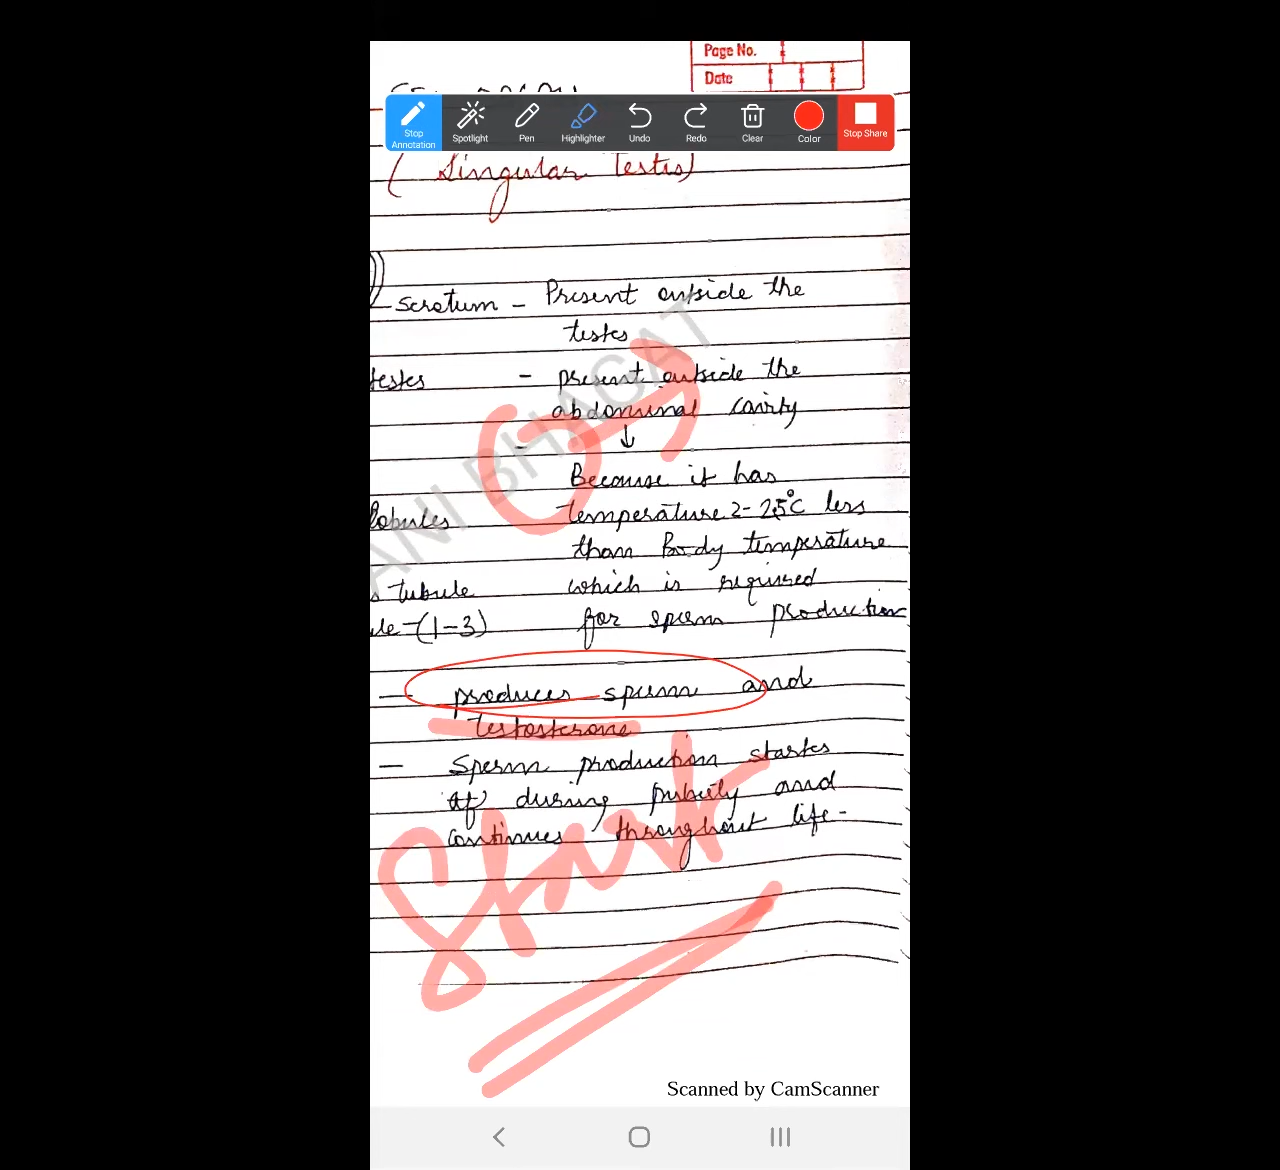 Page No.
Date
Stop Annotation
Spotlight
Pen
Highlighter
Undo
Redo
Clear
Color
Stop Share
( Singular Testis)
scrotum - Present outside the
testes
testes - present outside the
abdominal cavity
↓
Because it has
lobules temperature 2-2.5°C less
than Body temperature
tubule which is required
(1-3) for sperm production
— produces sperm and
testosterone
— Sperm production starts
during puberty and
continues throughout life.
Start
ANI BHAGAT
Scanned by CamScanner